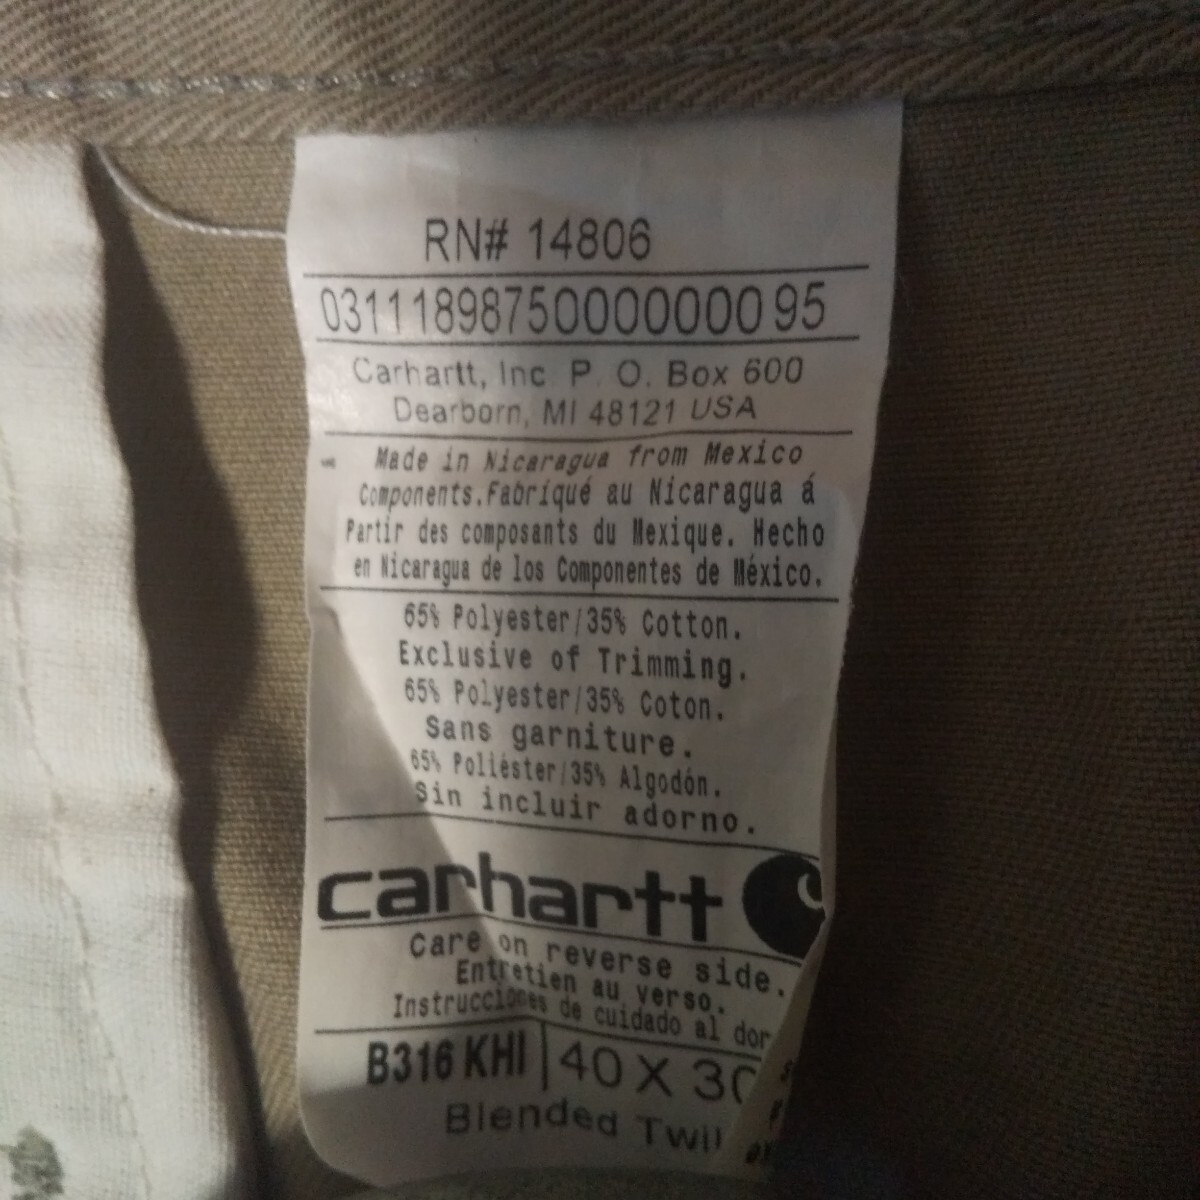 RN# 14806
0311189875000000000 95
Carhartt, Inc P. O. Box 600
Dearborn, MI 48121 USA
Made in Nicaragua from Mexico
Components.Fabriqué au Nicaragua á
Partir des composants du Mexique. Hecho
en Nicaragua de los Componentes de México.
65% Polyester/35% Cotton.
Exclusive of Trimming.
65% Polyester/35% Coton.
Sans garniture.
65% Poliéster/35% Algodón.
Sin incluir adorno.
carhartt
Care on reverse side.
Entretien au verso.
Instrucciones de cuidado al dor
B316 KHI 40 X 30
Blended Twill